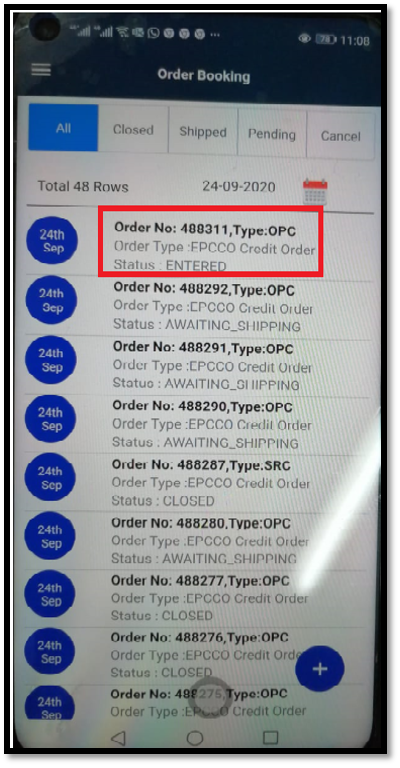 11:08
Order Booking
All Closed Shipped Pending Cancel
Total 48 Rows 24-09-2020
24th Sep
Order No: 488311,Type:OPC
Order Type :EPCCO Credit Order
Status : ENTERED
24th Sep
Order No: 488292,Type:OPC
Order Type :EPCCO Credit Order
Status : AWAITING_SHIPPING
24th Sep
Order No: 488291,Type:OPC
Order Type :EPCCO Credit Order
Status : AWAITING_SHIPPING
24th Sep
Order No: 488290,Type:OPC
Order Type :EPCCO Credit Order
Status : AWAITING_SHIPPING
24th Sep
Order No: 488287,Type:SRC
Order Type :EPCCO Credit Order
Status : CLOSED
24th Sep
Order No: 488280,Type:OPC
Order Type :EPCCO Credit Order
Status : AWAITING_SHIPPING
24th Sep
Order No: 488277,Type:OPC
Order Type :EPCCO Credit Order
Status : CLOSED
24th Sep
Order No: 488276,Type:OPC
Order Type :EPCCO Credit Order
Status : CLOSED
+
24th Sep
Order No: 488275,Type:OPC
Order Type :EPCCO Credit Order